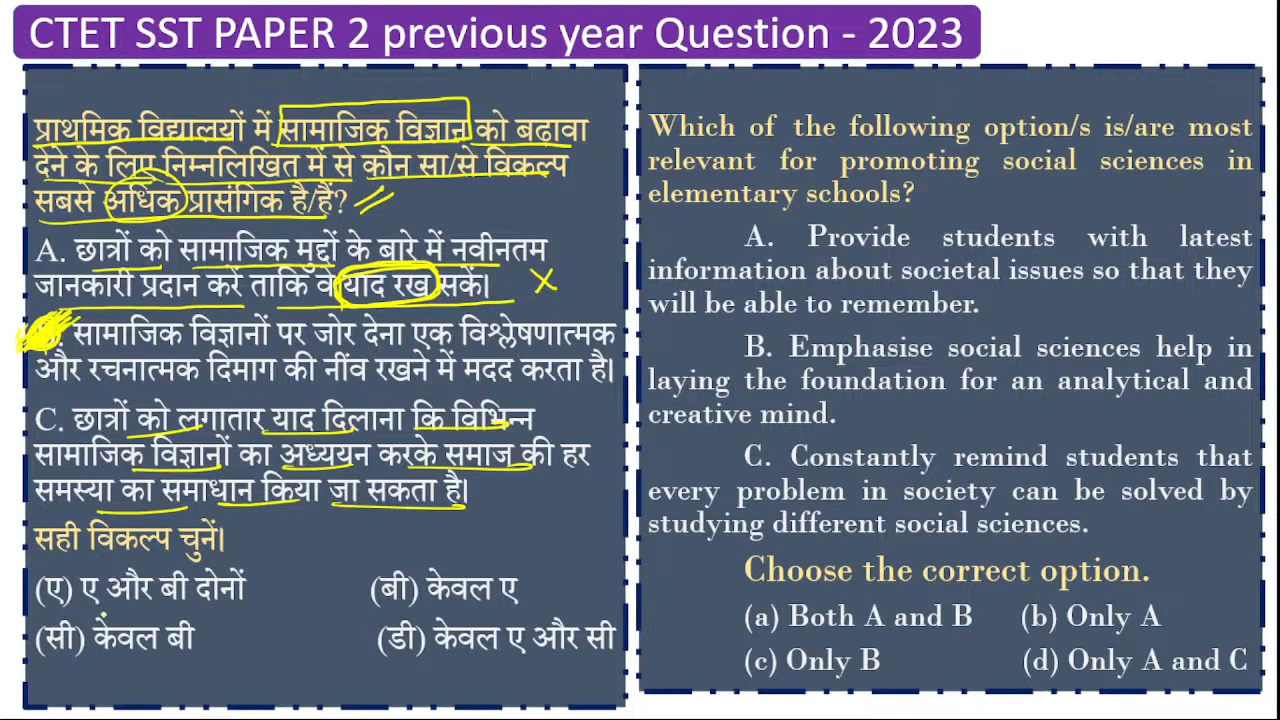 CTET SST PAPER 2 previous year Question - 2023
प्राथमिक विद्यालयों में सामाजिक विज्ञान को बढ़ावा
देने के लिए निम्नलिखित में से कौन सा/से विकल्प
सबसे अधिक प्रासंगिक है/हैं?
A. छात्रों को सामाजिक मुद्दों के बारे में नवीनतम
जानकारी प्रदान करें ताकि वे याद रख सकें।
सामाजिक विज्ञानों पर जोर देना एक विश्लेषणात्मक
और रचनात्मक दिमाग की नींव रखने में मदद करता है।
C. छात्रों को लगातार याद दिलाना कि विभिन्न
सामाजिक विज्ञानों का अध्ययन करके समाज की हर
समस्या का समाधान किया जा सकता है।
सही विकल्प चुनें।
(ए) ए और बी दोनों (बी) केवल ए
(सी) केवल बी (डी) केवल ए और सी
Which of the following option/s is/are most
relevant for promoting social sciences in
elementary schools?
A. Provide students with latest
information about societal issues so that they
will be able to remember.
B. Emphasise social sciences help in
laying the foundation for an analytical and
creative mind.
C. Constantly remind students that
every problem in society can be solved by
studying different social sciences.
Choose the correct option.
(a) Both A and B (b) Only A
(c) Only B (d) Only A and C